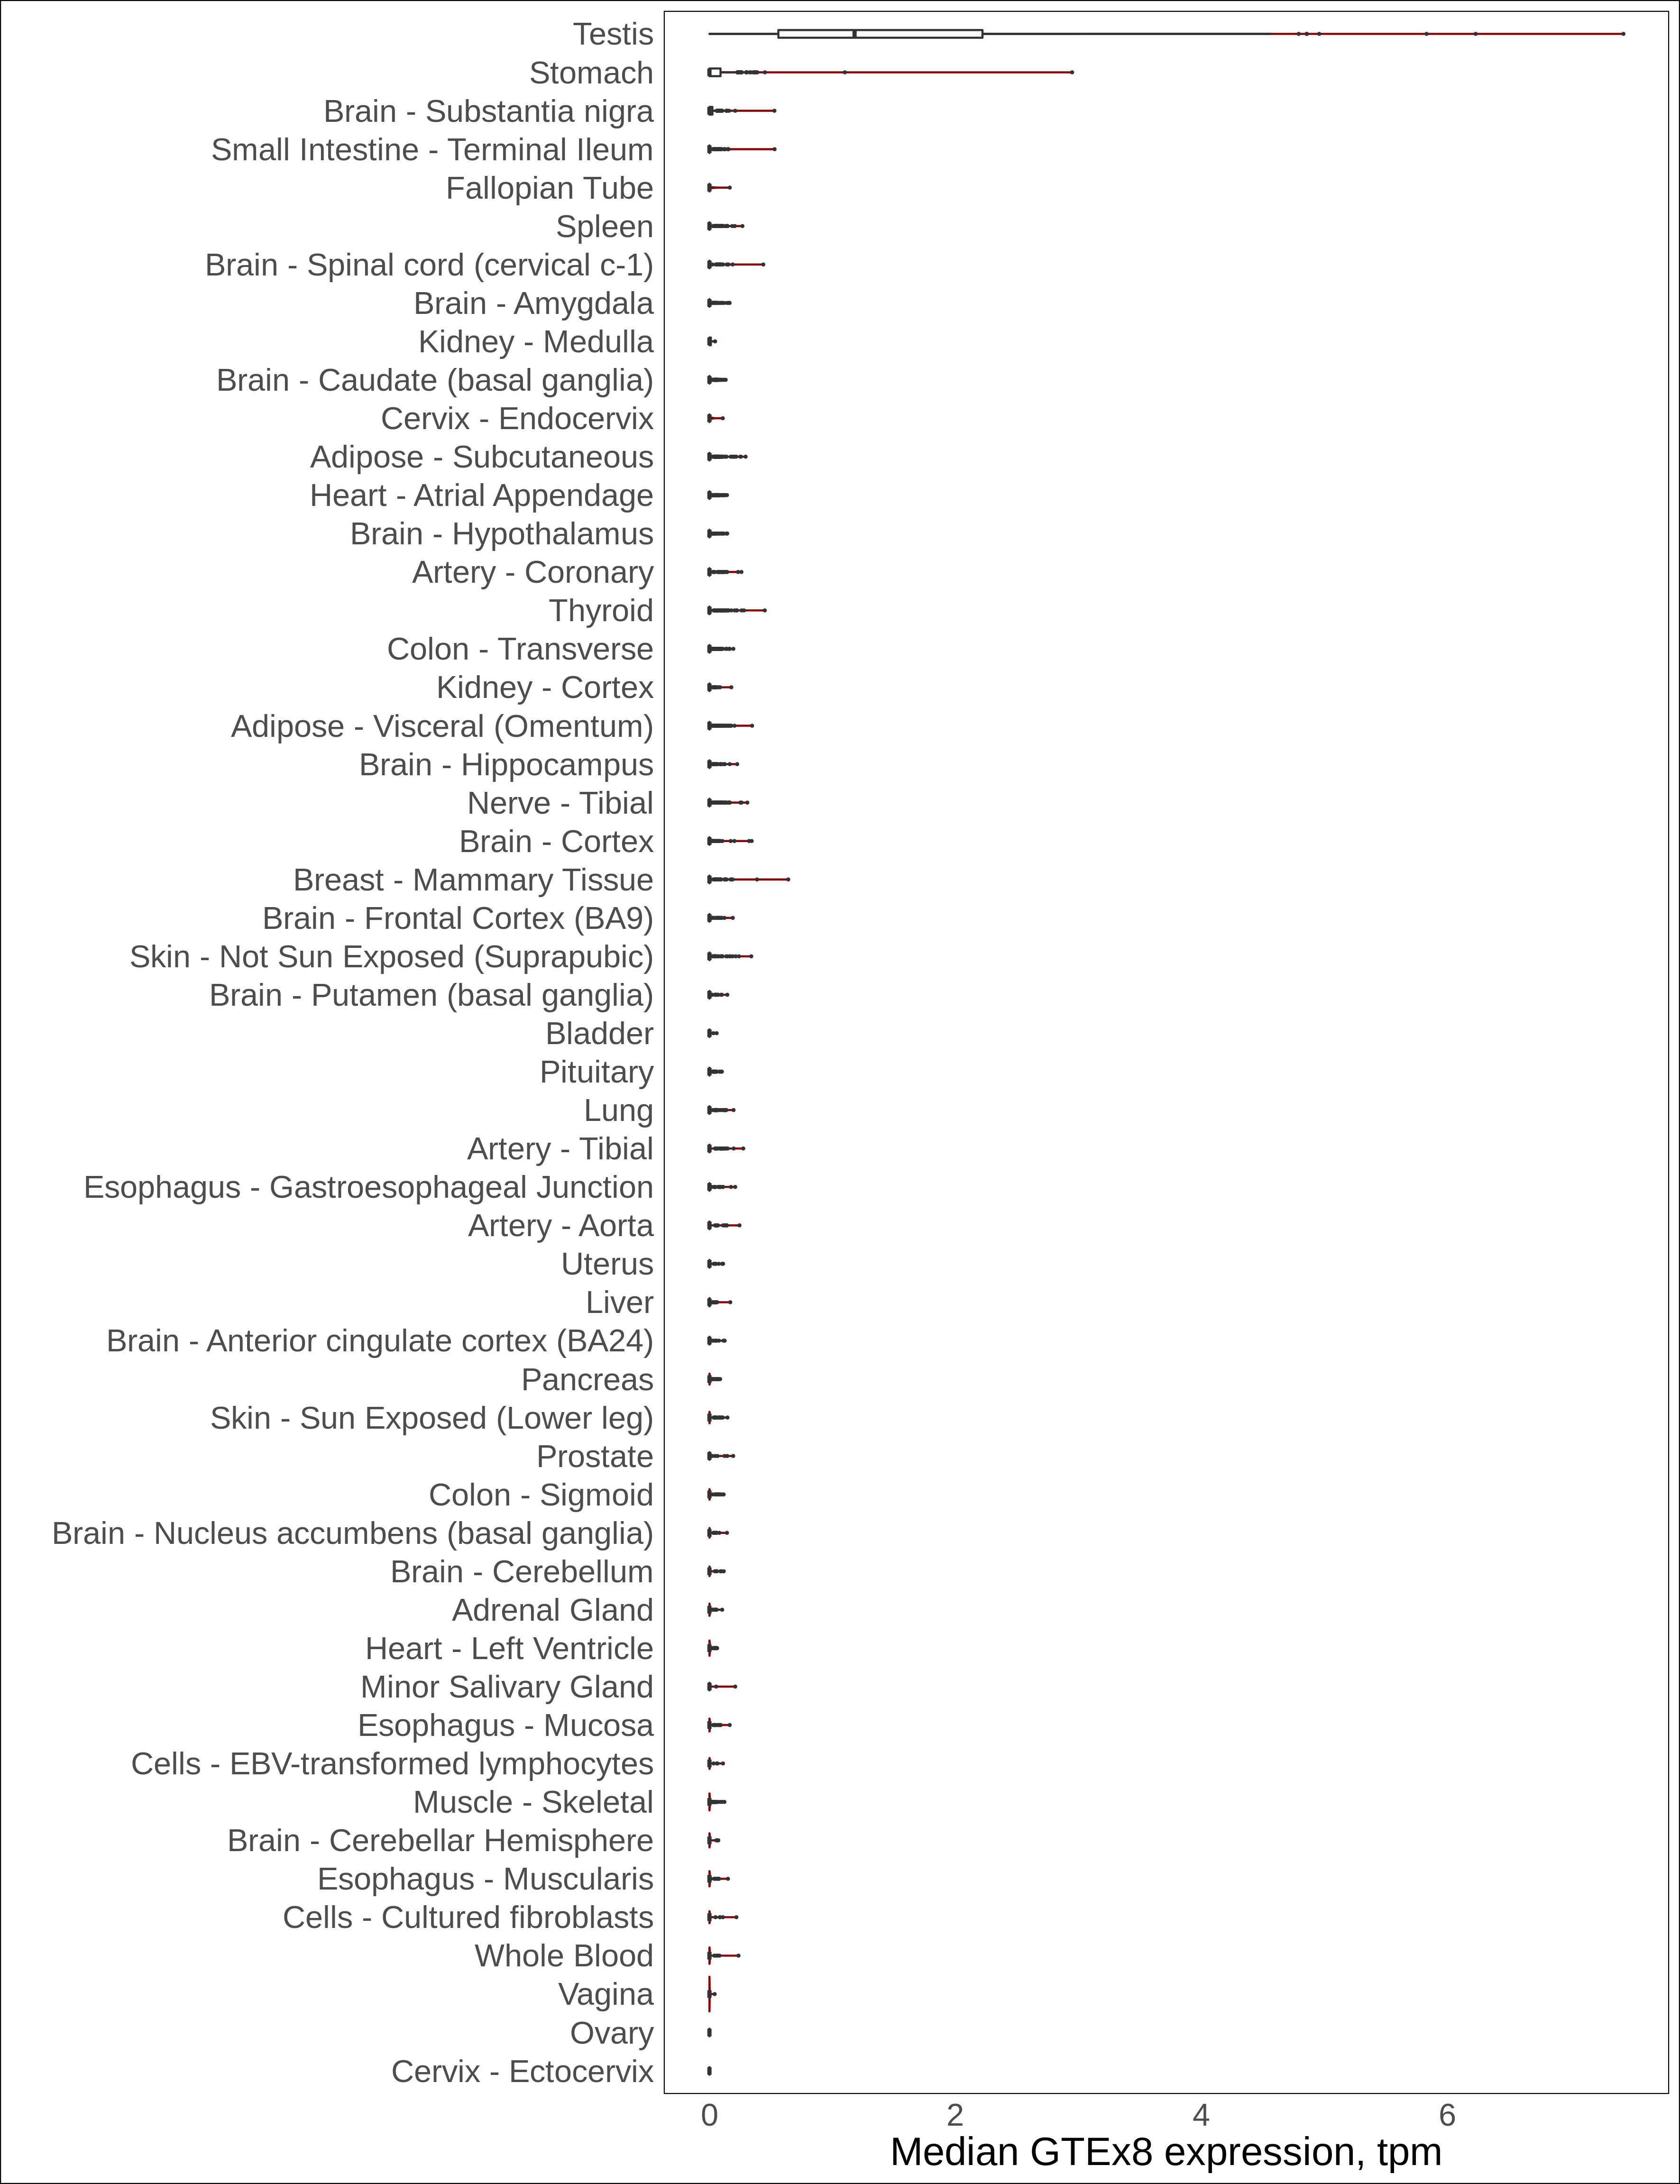 Testis
Stomach
Brain - Substantia nigra
Small Intestine - Terminal Ileum
Fallopian Tube
Spleen
Brain - Spinal cord (cervical c-1)
Brain - Amygdala
Kidney - Medulla
Brain - Caudate (basal ganglia)
Cervix - Endocervix
Adipose - Subcutaneous
Heart - Atrial Appendage
Brain - Hypothalamus
Artery - Coronary
Thyroid
Colon - Transverse
Kidney - Cortex
Adipose - Visceral (Omentum)
Brain - Hippocampus
Nerve - Tibial
Brain - Cortex
Breast - Mammary Tissue
Brain - Frontal Cortex (BA9)
Skin - Not Sun Exposed (Suprapubic)
Brain - Putamen (basal ganglia)
Bladder
Pituitary
Lung
Artery - Tibial
Esophagus - Gastroesophageal Junction
Artery - Aorta
Uterus
Liver
Brain - Anterior cingulate cortex (BA24)
Pancreas
Skin - Sun Exposed (Lower leg)
Prostate
Colon - Sigmoid
Brain - Nucleus accumbens (basal ganglia)
Brain - Cerebellum
Adrenal Gland
Heart - Left Ventricle
Minor Salivary Gland
Esophagus - Mucosa
Cells - EBV-transformed lymphocytes
Muscle - Skeletal
Brain - Cerebellar Hemisphere
Esophagus - Muscularis
Cells - Cultured fibroblasts
Whole Blood
Vagina
Ovary
Cervix - Ectocervix
0 2 4 6
Median GTEx8 expression, tpm